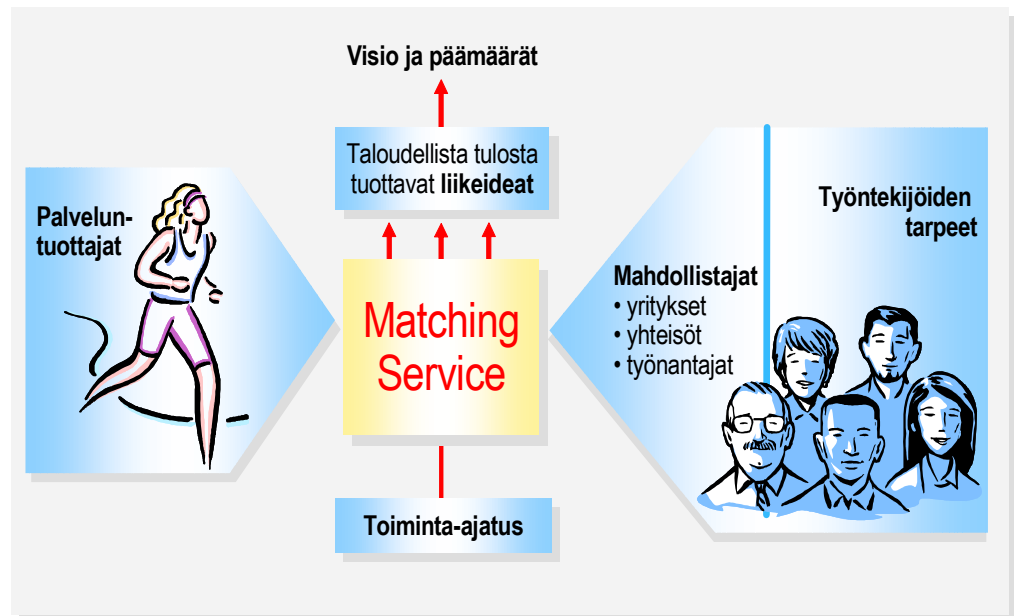 Visio ja päämäärät
Taloudellista tulosta
tuottavat liikeideat
Palvelun-
tuottajat
Matching
Service
Toiminta-ajatus
Mahdollistajat
• yritykset
• yhteisöt
• työnantajat
Työntekijöiden
tarpeet